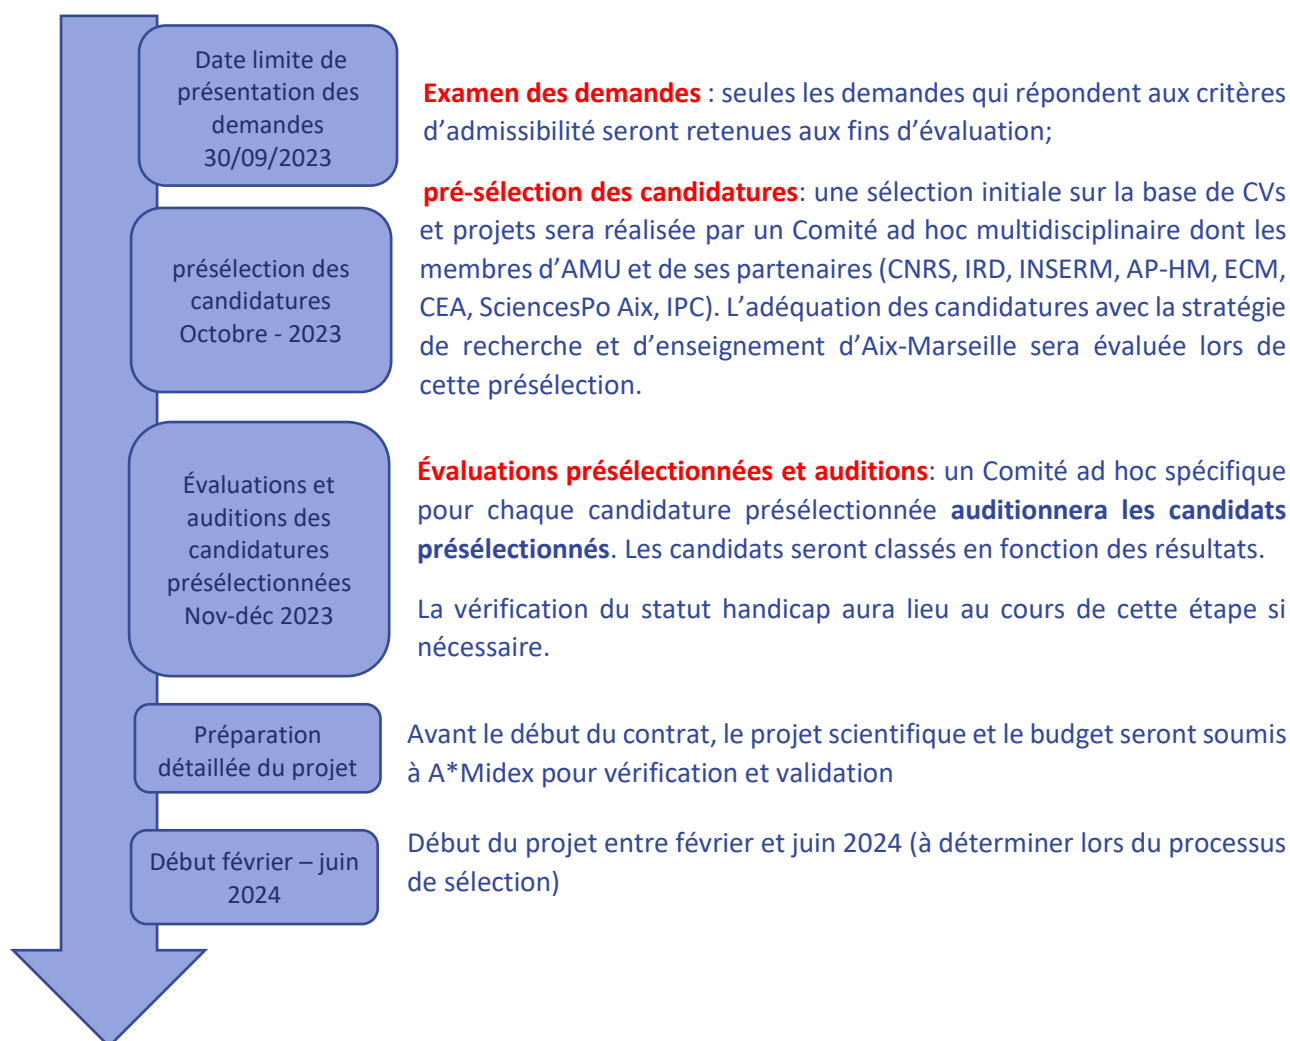 Date limite de
présentation des
demandes
30/09/2023
Examen des demandes : seules les demandes qui répondent aux critères
d’admissibilité seront retenues aux fins d’évaluation;
présélection des
candidatures
Octobre - 2023
pré-sélection des candidatures: une sélection initiale sur la base de CVs
et projets sera réalisée par un Comité ad hoc multidisciplinaire dont les
membres d’AMU et de ses partenaires (CNRS, IRD, INSERM, AP-HM, ECM,
CEA, SciencesPo Aix, IPC). L’adéquation des candidatures avec la stratégie
de recherche et d’enseignement d’Aix-Marseille sera évaluée lors de
cette présélection.
Évaluations et
auditions des
candidatures
présélectionnées
Nov-déc 2023
Évaluations présélectionnées et auditions: un Comité ad hoc spécifique
pour chaque candidature présélectionnée auditionnera les candidats
présélectionnés. Les candidats seront classés en fonction des résultats.
La vérification du statut handicap aura lieu au cours de cette étape si
nécessaire.
Préparation
détaillée du projet
Avant le début du contrat, le projet scientifique et le budget seront soumis
à A*Midex pour vérification et validation
Début février – juin
2024
Début du projet entre février et juin 2024 (à déterminer lors du processus
de sélection)